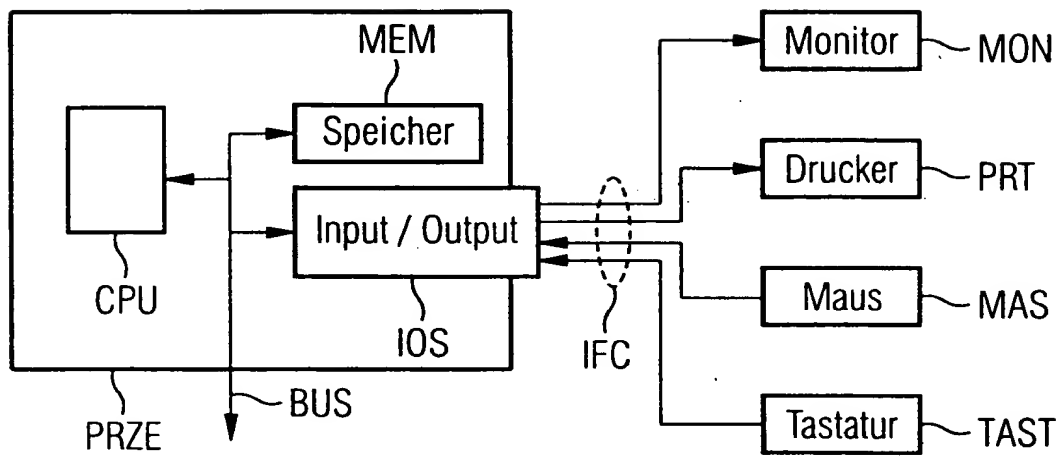 MEM
Monitor
MON
Speicher
Drucker
PRT
Input / Output
CPU
IOS
IFC
Maus
MAS
BUS
PRZE
Tastatur
TAST